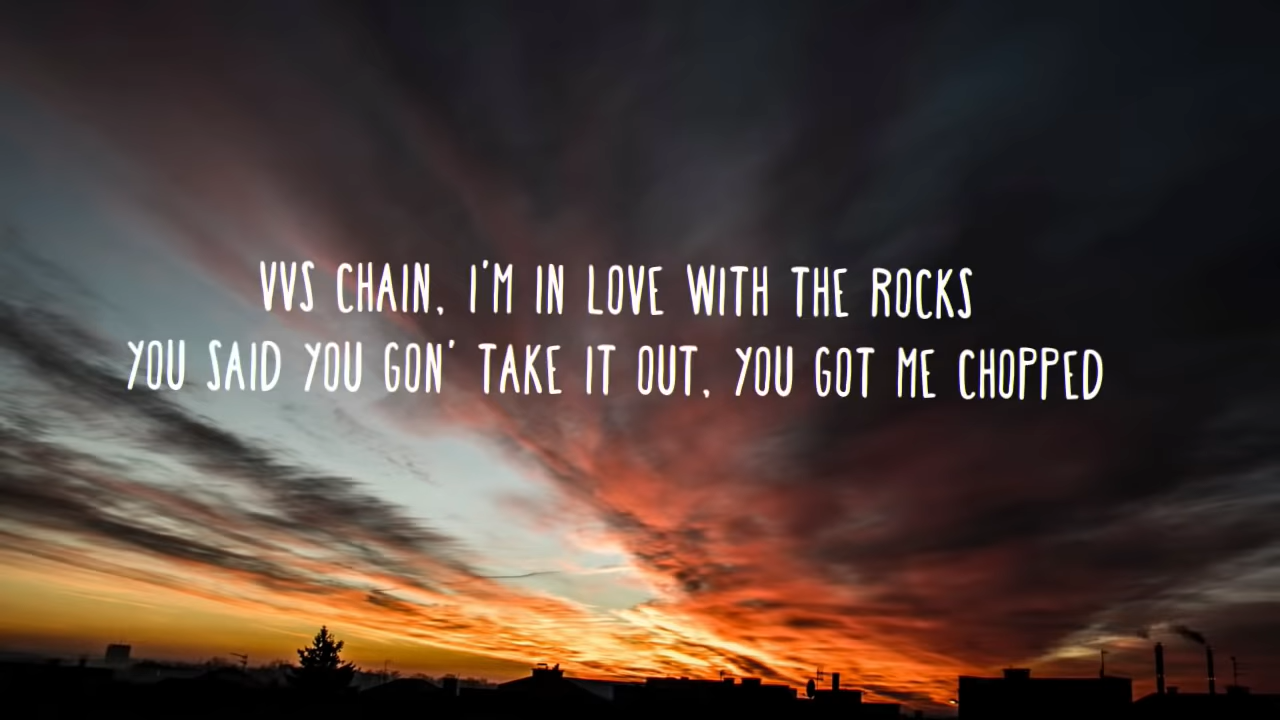 VVS CHAIN, I'M IN LOVE WITH THE ROCKS
YOU SAID YOU GON' TAKE IT OUT, YOU GOT ME CHOPPED